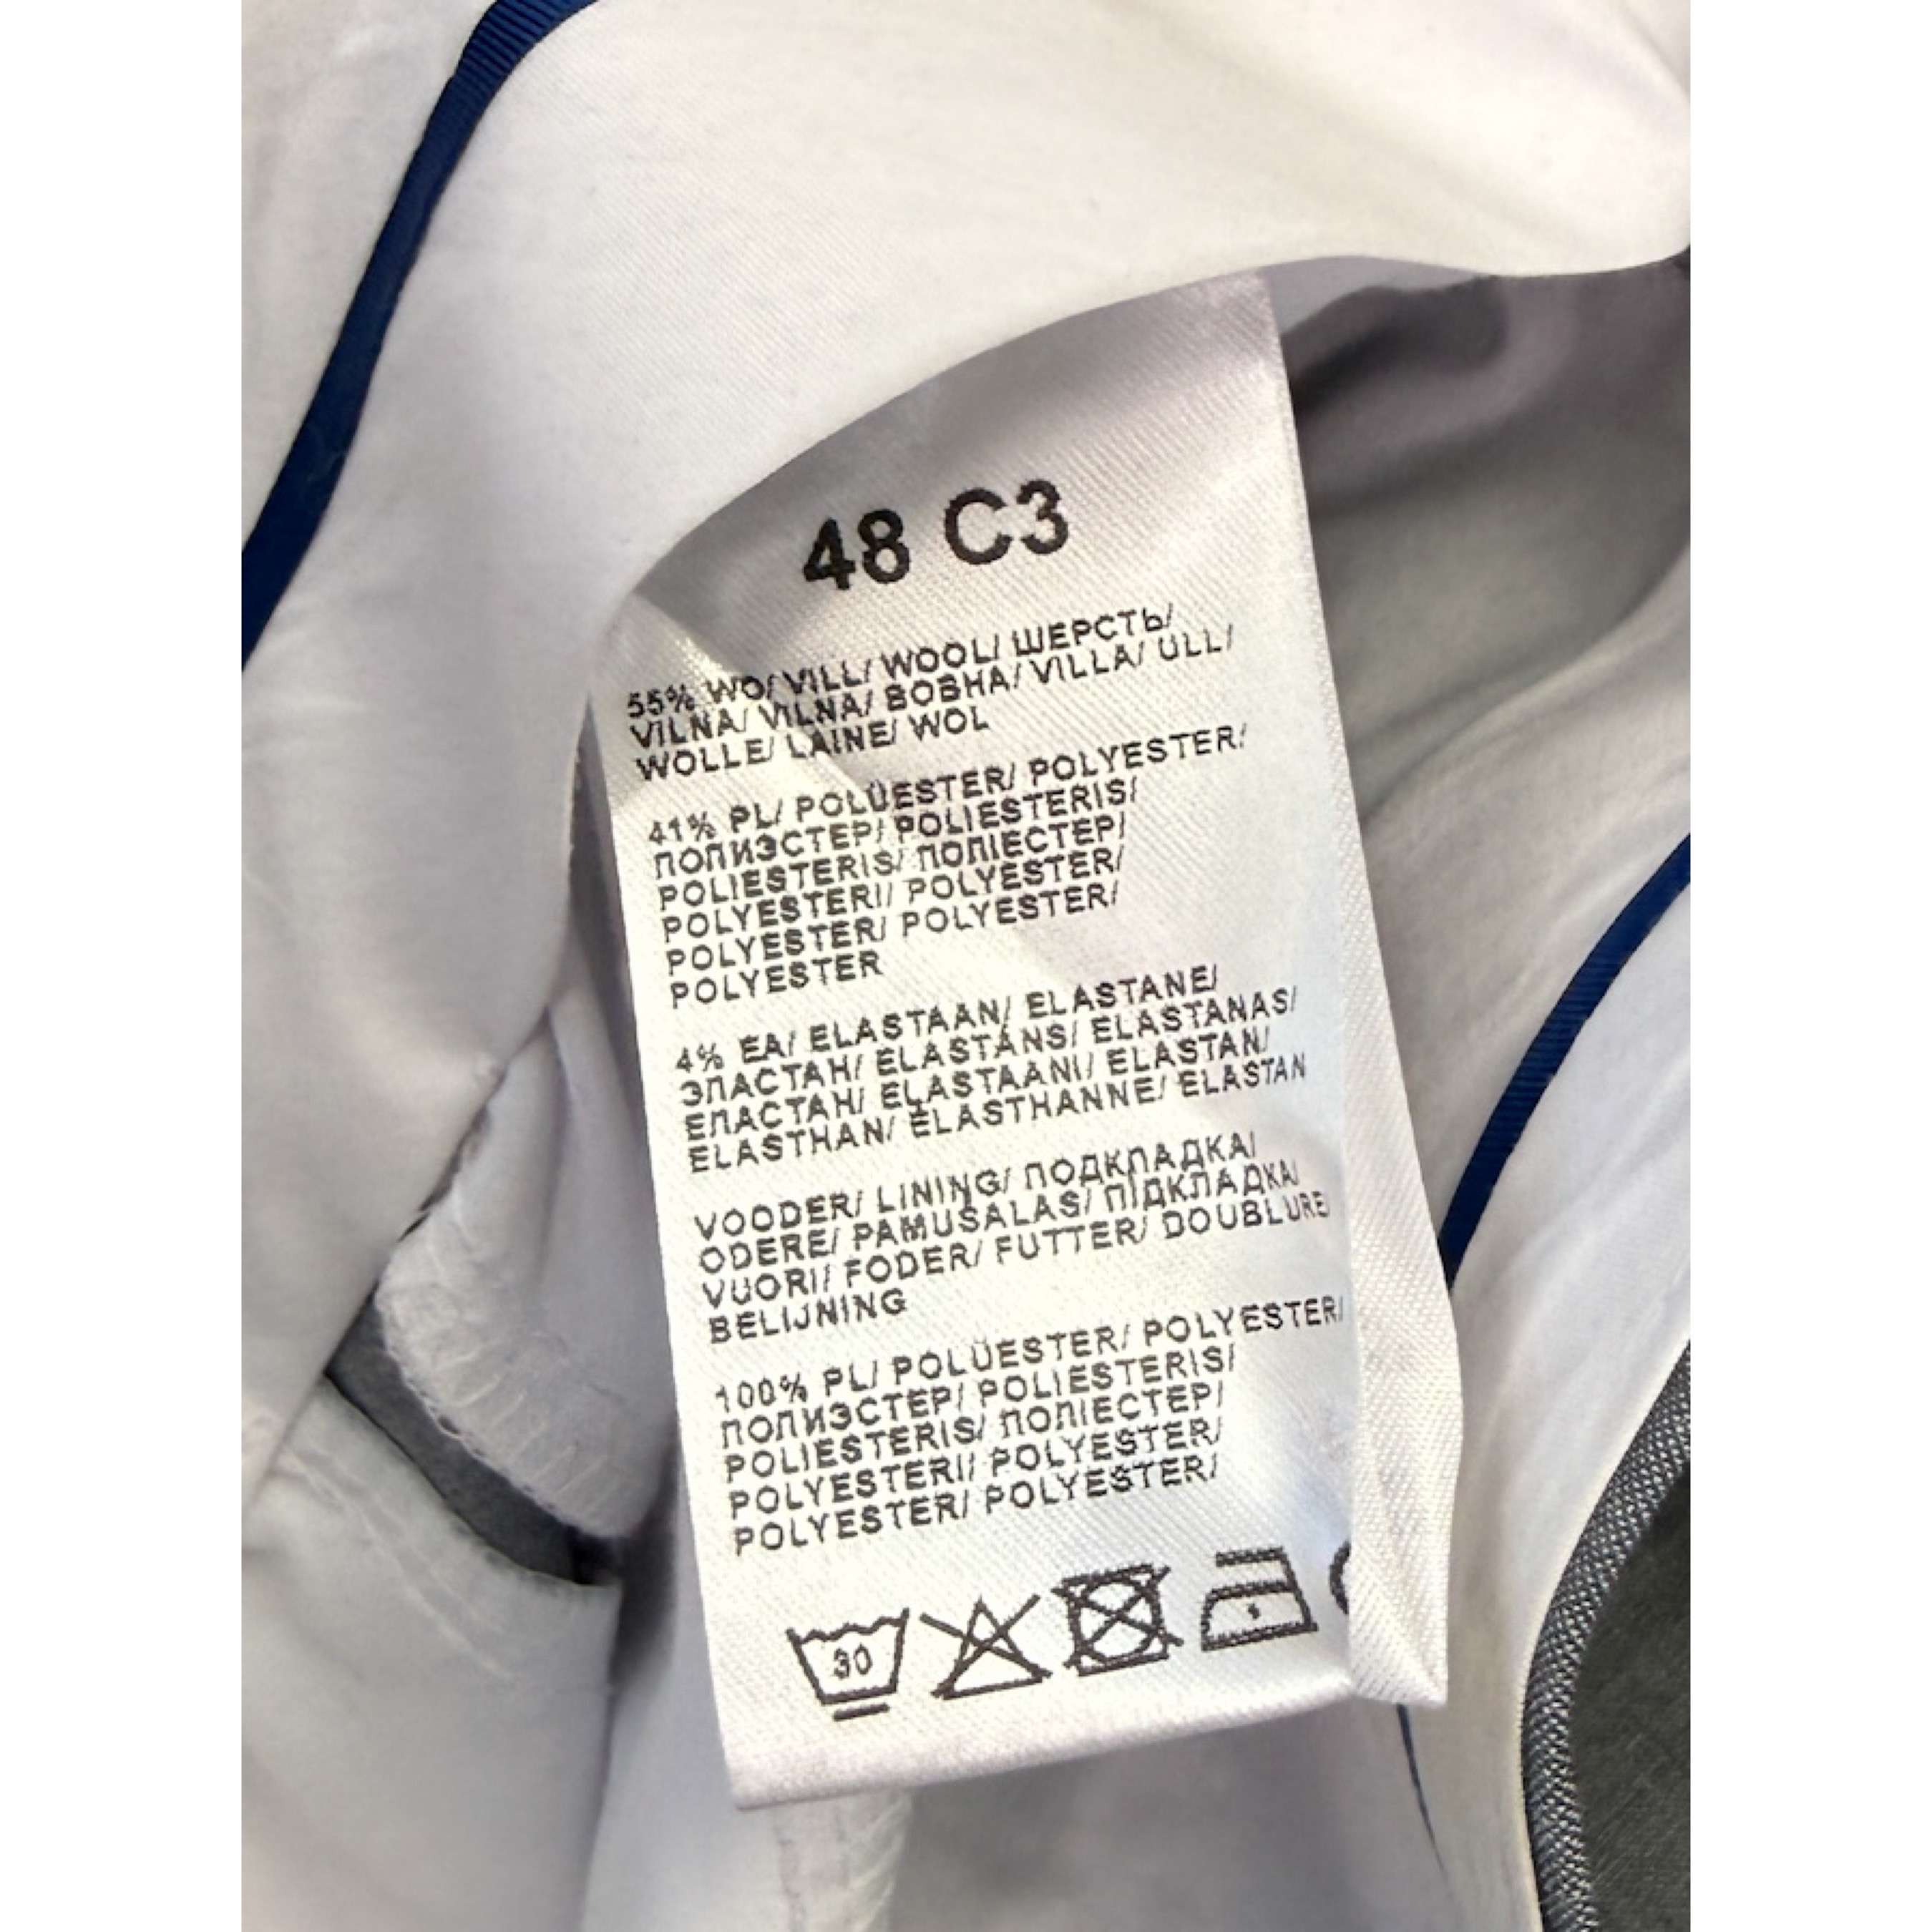 48 C3
55% WO/ VILL/ WOOL/ ШЕРСТЬ/
VILNA/ VILNA/ ВОВНА/ VILLA/ ULL/
WOLLE/ LAINE/ WOL
41% PL/ POLÜESTER/ POLYESTER/
ПОЛИЭСТЕР/ POLIESTERIS/
POLIESTERIS/ ПОЛІЕСТЕР/
POLYESTERI/ POLYESTER/
POLYESTER/ POLYESTER/
POLYESTER
4% EA/ ELASTAAN/ ELASTANE/
ЭЛАСТАН/ ELASTĀNS/ ELASTANAS/
ЕЛАСТАН/ ELASTAANI/ ELASTAN/
ELASTHAN/ ÉLASTHANNE/ ELASTAN
VOODER/ LINING/ ПОДКЛАДКА/
ODERE/ PAMUŠALAS/ ПІДКЛАДКА/
VUORI/ FODER/ FUTTER/ DOUBLURE
BELIJNING
100% PL/ POLÜESTER/ POLYESTER/
ПОЛИЭСТЕР/ POLIESTERIS/
POLIESTERIS/ ПОЛІЕСТЕР/
POLYESTERI/ POLYESTER/
POLYESTER/ POLYESTER/
30